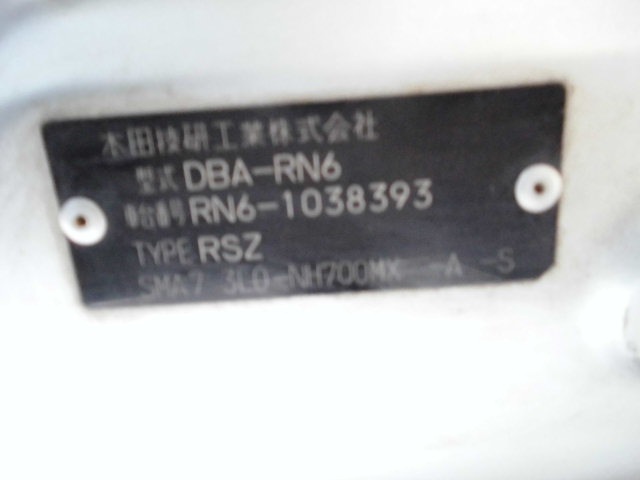 本田技研工業株式会社
型式 DBA-RN6
車台番号 RN6-1038393
TYPE RSZ
SMA7 3L0-NH700MX -A -S